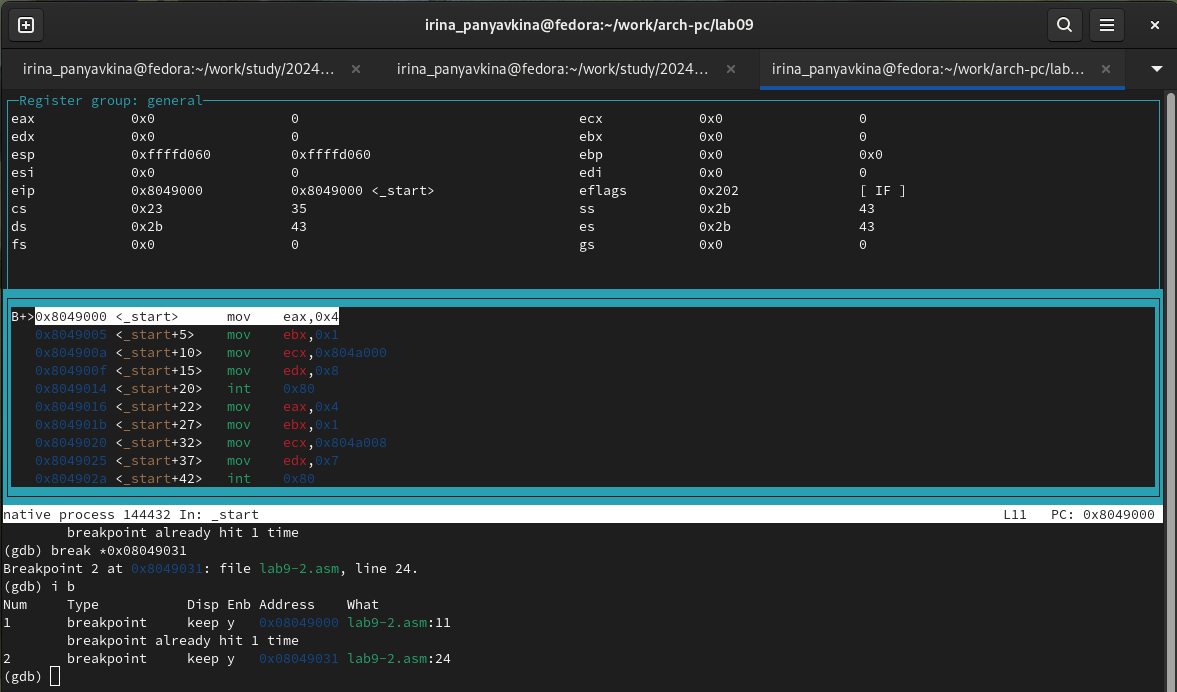 irina_panyavkina@fedora:~/work/arch-pc/lab09
irina_panyavkina@fedora:~/work/study/2024... × irina_panyavkina@fedora:~/work/study/2024... × irina_panyavkina@fedora:~/work/arch-pc/lab... ×
Register group: general
eax 0x0 0 ecx 0x0 0
edx 0x0 0 ebx 0x0 0
esp 0xffffd060 0xffffd060 ebp 0x0 0x0
esi 0x0 0 edi 0x0 0
eip 0x8049000 0x8049000 <_start> eflags 0x202 [ IF ]
cs 0x23 35 ss 0x2b 43
ds 0x2b 43 es 0x2b 43
fs 0x0 0 gs 0x0 0
B+>0x8049000 <_start> mov eax,0x4
0x8049005 <_start+5> mov ebx,0x1
0x804900a <_start+10> mov ecx,0x804a000
0x804900f <_start+15> mov edx,0x8
0x8049014 <_start+20> int 0x80
0x8049016 <_start+22> mov eax,0x4
0x804901b <_start+27> mov ebx,0x1
0x8049020 <_start+32> mov ecx,0x804a008
0x8049025 <_start+37> mov edx,0x7
0x804902a <_start+42> int 0x80
native process 144432 In: _start L11 PC: 0x8049000
breakpoint already hit 1 time
(gdb) break *0x08049031
Breakpoint 2 at 0x8049031: file lab9-2.asm, line 24.
(gdb) i b
Num Type Disp Enb Address What
1 breakpoint keep y 0x08049000 lab9-2.asm:11
breakpoint already hit 1 time
2 breakpoint keep y 0x08049031 lab9-2.asm:24
(gdb)